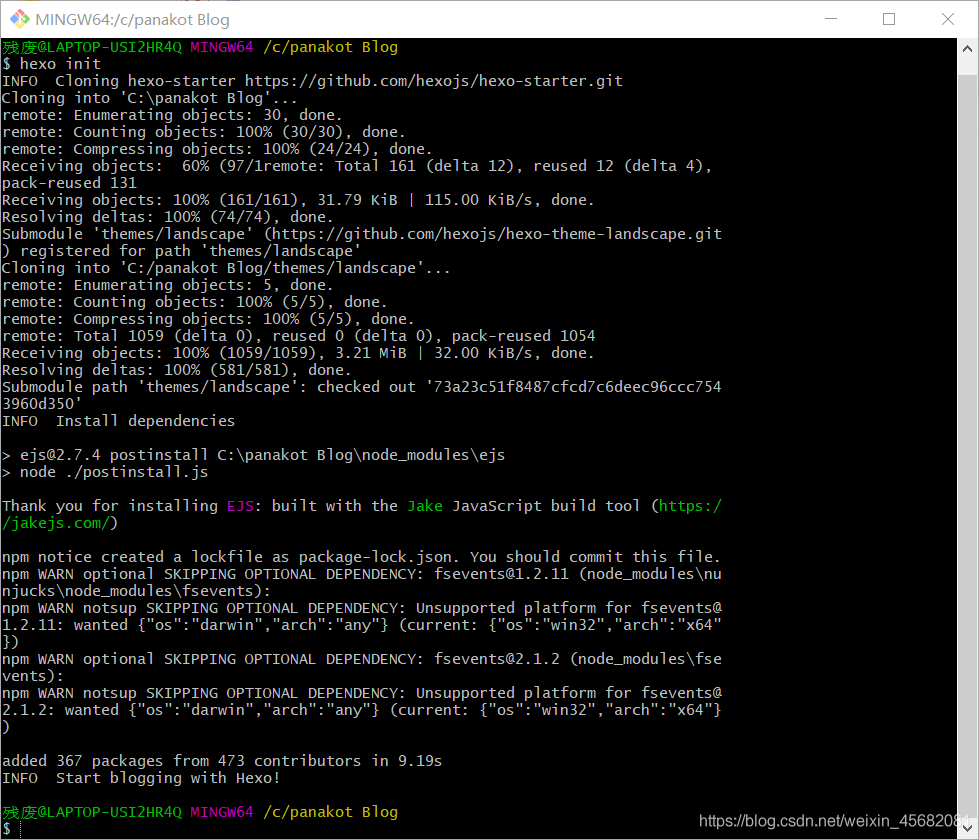 MINGW64:/c/panakot Blog
残废@LAPTOP-USI2HR4Q MINGW64 /c/panakot Blog
$ hexo init
INFO  Cloning hexo-starter https://github.com/hexojs/hexo-starter.git
Cloning into 'C:\panakot Blog'...
remote: Enumerating objects: 30, done.
remote: Counting objects: 100% (30/30), done.
remote: Compressing objects: 100% (24/24), done.
Receiving objects:  60% (97/1remote: Total 161 (delta 12), reused 12 (delta 4),
pack-reused 131
Receiving objects: 100% (161/161), 31.79 KiB | 115.00 KiB/s, done.
Resolving deltas: 100% (74/74), done.
Submodule 'themes/landscape' (https://github.com/hexojs/hexo-theme-landscape.git
) registered for path 'themes/landscape'
Cloning into 'C:/panakot Blog/themes/landscape'...
remote: Enumerating objects: 5, done.
remote: Counting objects: 100% (5/5), done.
remote: Compressing objects: 100% (5/5), done.
remote: Total 1059 (delta 0), reused 0 (delta 0), pack-reused 1054
Receiving objects: 100% (1059/1059), 3.21 MiB | 32.00 KiB/s, done.
Resolving deltas: 100% (581/581), done.
Submodule path 'themes/landscape': checked out '73a23c51f8487cfcd7c6deec96ccc754
3960d350'
INFO  Install dependencies
> ejs@2.7.4 postinstall C:\panakot Blog\node_modules\ejs
> node ./postinstall.js
Thank you for installing EJS: built with the Jake JavaScript build tool (https:/
/jakejs.com/)
npm notice created a lockfile as package-lock.json. You should commit this file.
npm WARN optional SKIPPING OPTIONAL DEPENDENCY: fsevents@1.2.11 (node_modules\nu
njucks\node_modules\fsevents):
npm WARN notsup SKIPPING OPTIONAL DEPENDENCY: Unsupported platform for fsevents@
1.2.11: wanted {"os":"darwin","arch":"any"} (current: {"os":"win32","arch":"x64"
})
npm WARN optional SKIPPING OPTIONAL DEPENDENCY: fsevents@2.1.2 (node_modules\fse
vents):
npm WARN notsup SKIPPING OPTIONAL DEPENDENCY: Unsupported platform for fsevents@
2.1.2: wanted {"os":"darwin","arch":"any"} (current: {"os":"win32","arch":"x64"}
)
added 367 packages from 473 contributors in 9.19s
INFO  Start blogging with Hexo!
残废@LAPTOP-USI2HR4Q MINGW64 /c/panakot Blog
$